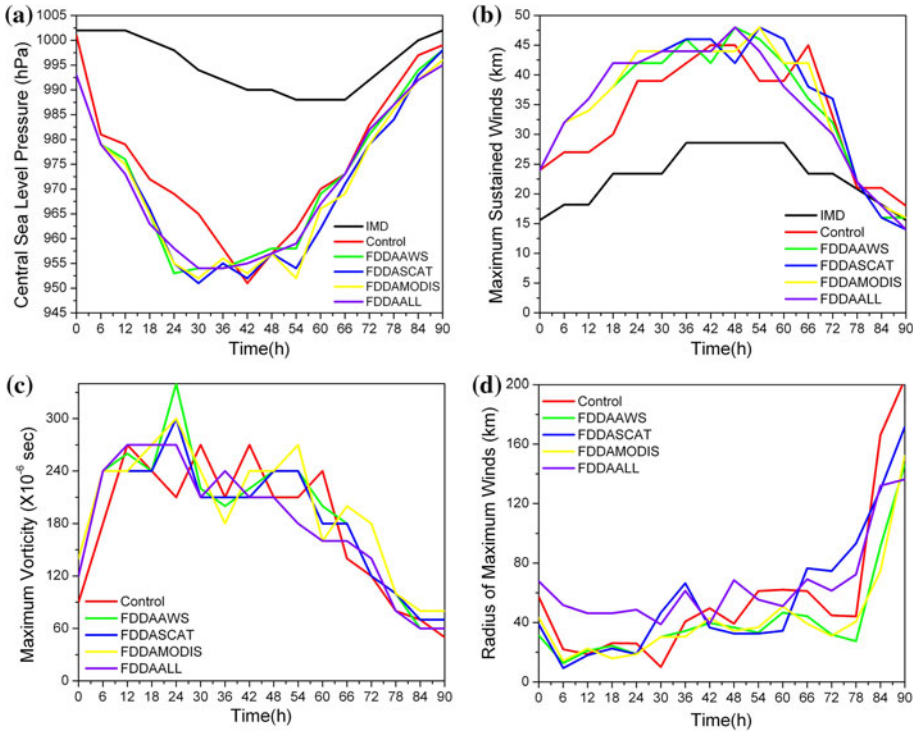 (a)
1005
1000
995
990
985
980
975
970
965
960
955
950
945
Central Sea Level Pressure (hPa)
IMD
Control
FDDAAWS
FDDASCAT
FDDAMODIS
FDDAALL
0 6 12 18 24 30 36 42 48 54 60 66 72 78 84 90
Time(h)
(b)
50
45
40
35
30
25
20
15
10
5
0
Maximum Sustained Winds (km)
IMD
Control
FDDAAWS
FDDASCAT
FDDAMODIS
FDDAALL
0 6 12 18 24 30 36 42 48 54 60 66 72 78 84 90
Time(h)
(c)
300
240
180
120
60
0
Maximum Vorticity (X10⁻⁶ sec)
Control
FDDAAWS
FDDASCAT
FDDAMODIS
FDDAALL
0 6 12 18 24 30 36 42 48 54 60 66 72 78 84 90
Time(h)
(d)
200
160
120
80
40
0
Radius of Maximum Winds (km)
Control
FDDAAWS
FDDASCAT
FDDAMODIS
FDDAALL
0 6 12 18 24 30 36 42 48 54 60 66 72 78 84 90
Time(h)